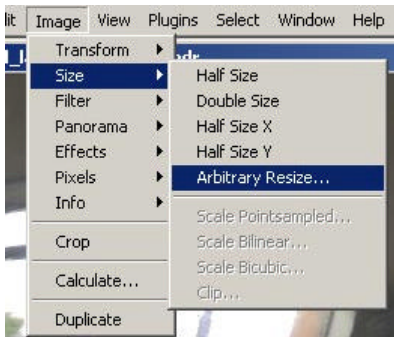 Image View Plugins Select Window Help
Transform
Size
Filter
Panorama
Effects
Pixels
Info
Crop
Calculate...
Duplicate
Half Size
Double Size
Half Size X
Half Size Y
Arbitrary Resize...
Scale Pointsampled...
Scale Bilinear...
Scale Bicubic...
Clip...